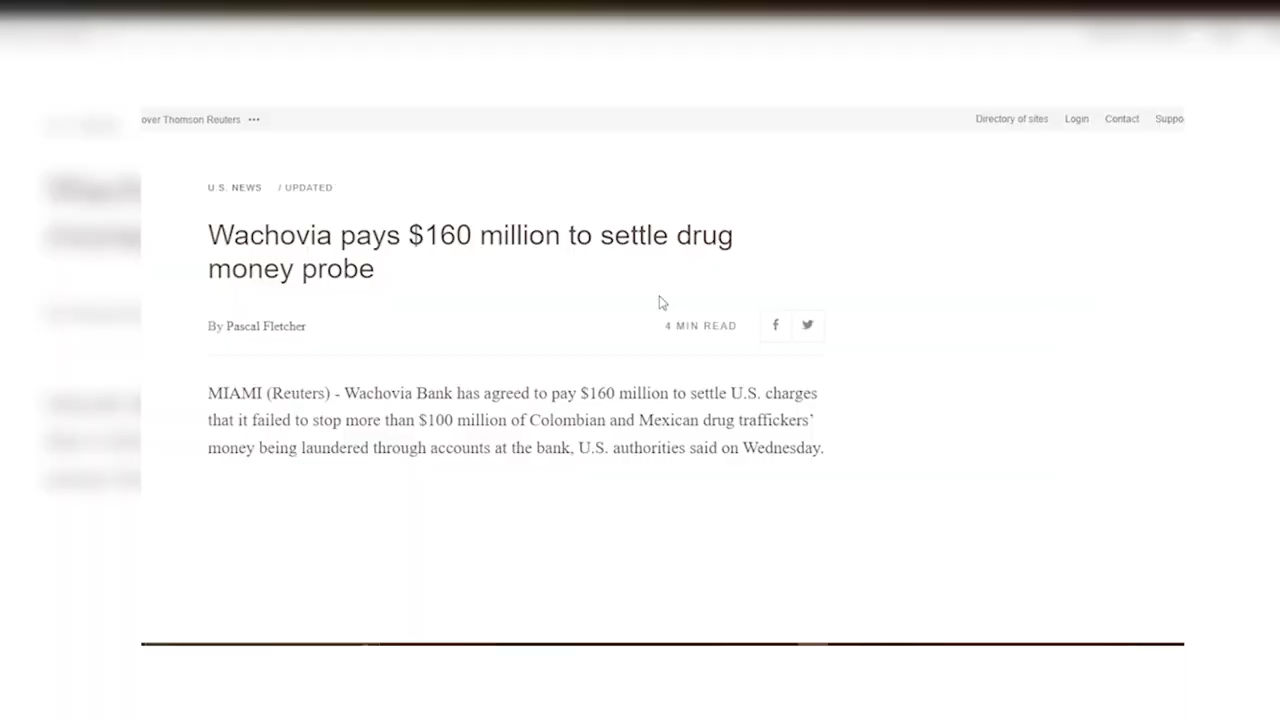 over Thomson Reuters •••
Directory of sites Login Contact Suppo
U.S. NEWS / UPDATED
Wachovia pays $160 million to settle drug
money probe
By Pascal Fletcher
4 MIN READ
MIAMI (Reuters) - Wachovia Bank has agreed to pay $160 million to settle U.S. charges
that it failed to stop more than $100 million of Colombian and Mexican drug traffickers’
money being laundered through accounts at the bank, U.S. authorities said on Wednesday.